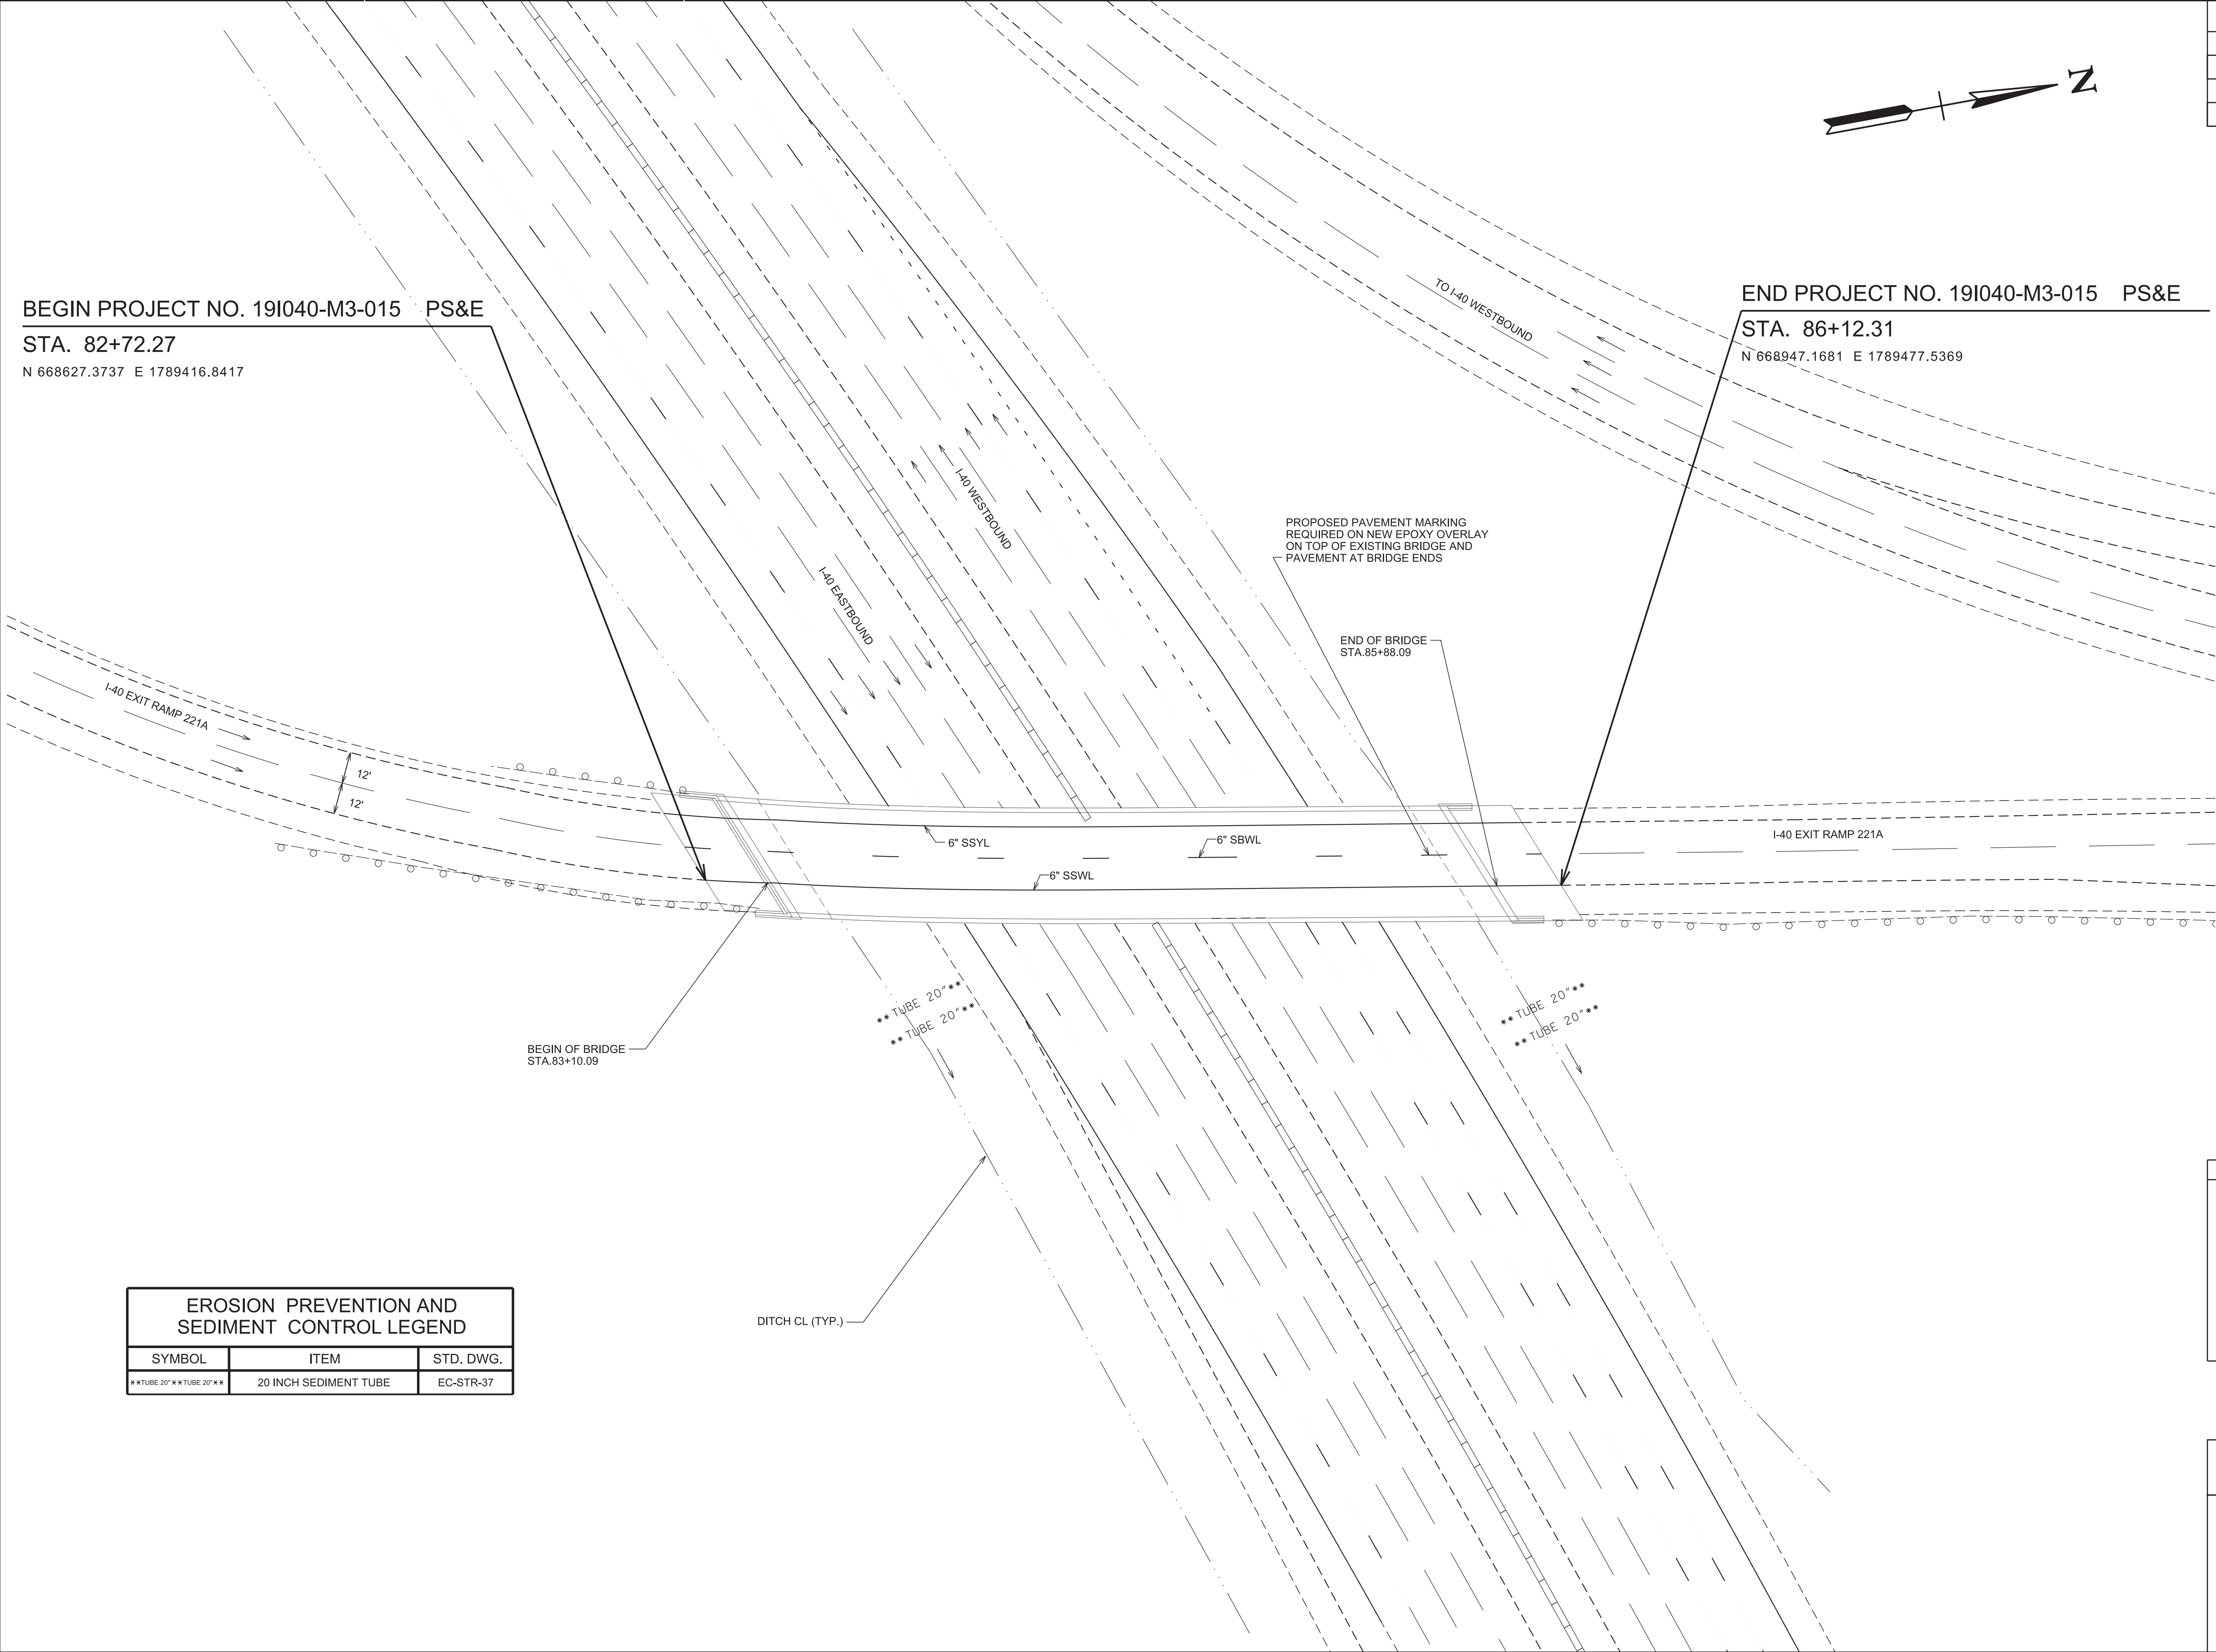 N
BEGIN PROJECT NO. 19I040-M3-015 PS&E
STA. 82+72.27
N 668627.3737 E 1789416.8417
TO I-40 WESTBOUND
END PROJECT NO. 19I040-M3-015 PS&E
STA. 86+12.31
N 668947.1681 E 1789477.5369
I-40 WESTBOUND
I-40 EASTBOUND
PROPOSED PAVEMENT MARKING
REQUIRED ON NEW EPOXY OVERLAY
ON TOP OF EXISTING BRIDGE AND
PAVEMENT AT BRIDGE ENDS
END OF BRIDGE
STA.85+88.09
I-40 EXIT RAMP 221A
12'
12'
6" SSYL
6" SBWL
6" SSWL
I-40 EXIT RAMP 221A
**TUBE 20"**
**TUBE 20"**
**TUBE 20"**
**TUBE 20"**
BEGIN OF BRIDGE
STA.83+10.09
DITCH CL (TYP.)
EROSION PREVENTION AND
SEDIMENT CONTROL LEGEND
SYMBOL ITEM STD. DWG.
**TUBE 20"**TUBE 20"** 20 INCH SEDIMENT TUBE EC-STR-37